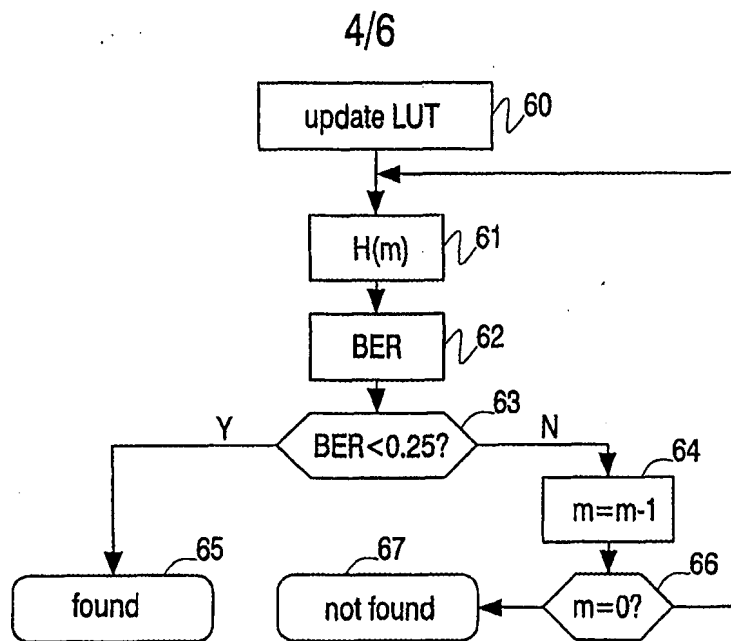 4/6
update LUT
60
H(m)
61
BER
62
BER<0.25?
63
Y
N
64
m=m-1
65
found
67
not found
m=0?
66